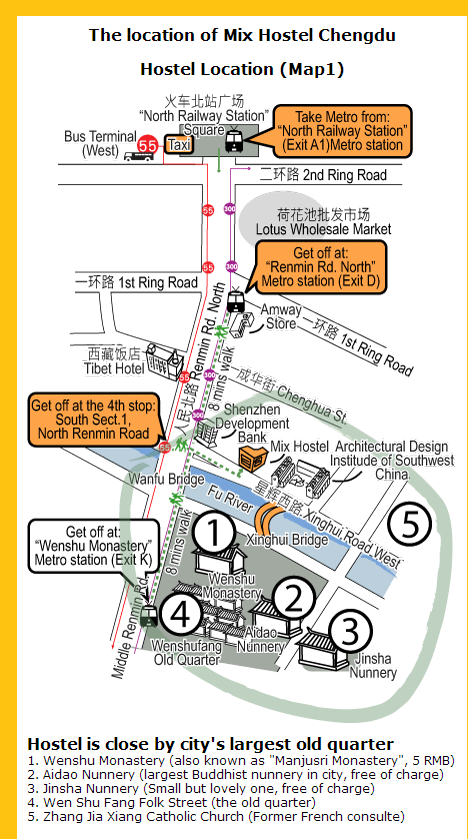 The location of Mix Hostel Chengdu
Hostel Location (Map1)
火车北站广场
"North Railway Station"
Square
Take Metro from:
"North Railway Station"
(Exit A1)Metro station
Bus Terminal
(West)
55
Taxi
二环路 2nd Ring Road
55
300
荷花池批发市场
Lotus Wholesale Market
55
300
Get off at:
"Renmin Rd. North"
Metro station (Exit D)
一环路 1st Ring Road
Amway
Store
一环路 1st Ring Road
人民北路 Renmin Rd. North
8 mins walk
西藏饭店
Tibet Hotel
55
300
成华街 Chenghua St.
Get off at the 4th stop:
South Sect.1,
North Renmin Road
300
55
Shenzhen
Development
Bank
Mix Hostel
Architectural Design
Institute of Southwest
China
Wanfu Bridge
Fu River
星辉西路 Xinghui Road West
Xinghui Bridge
5
Get off at:
"Wenshu Monastery"
Metro station (Exit K)
8 mins walk
Middle Renmin Rd.
1
Wenshu
Monastery
2
Aidao
Nunnery
3
Jinsha
Nunnery
4
Wenshufang
Old Quarter
Hostel is close by city's largest old quarter
1. Wenshu Monastery (also known as "Manjusri Monastery", 5 RMB)
2. Aidao Nunnery (largest Buddhist nunnery in city, free of charge)
3. Jinsha Nunnery (Small but lovely one, free of charge)
4. Wen Shu Fang Folk Street (the old quarter)
5. Zhang Jia Xiang Catholic Church (Former French consulte)